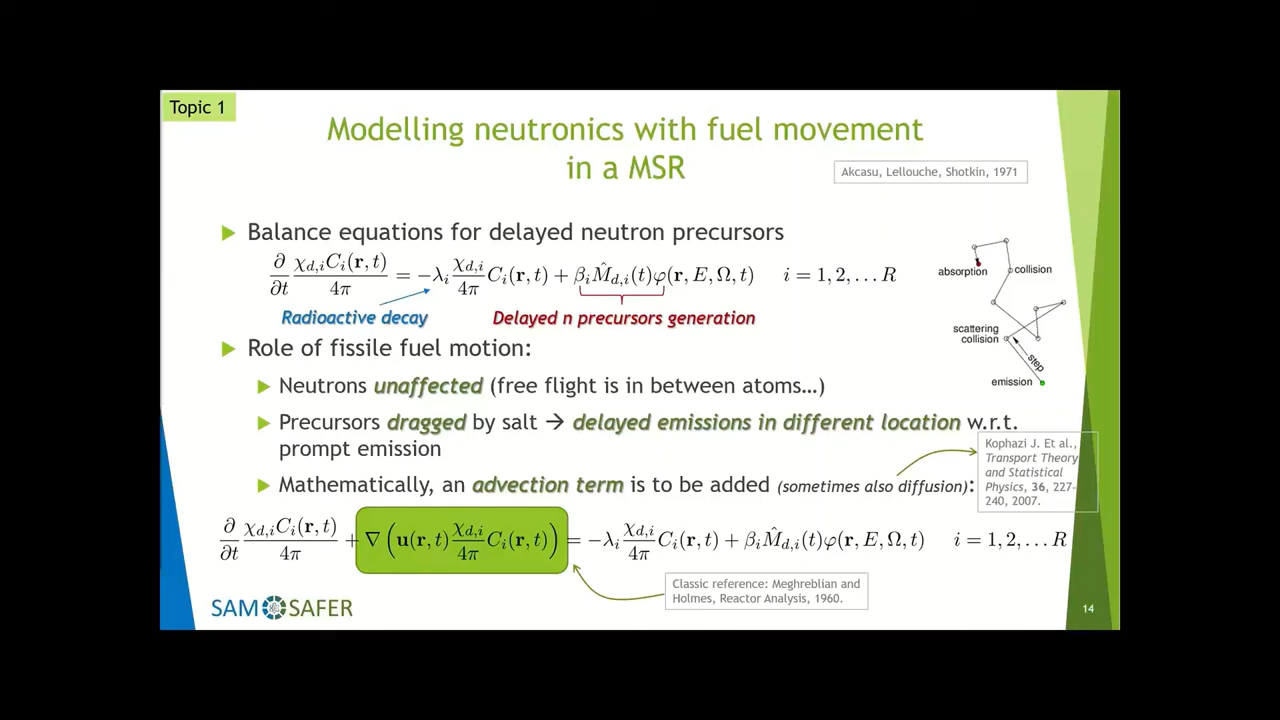 Topic 1
Modelling neutronics with fuel movement
in a MSR
Akcasu, Lellouche, Shotkin, 1971
Balance equations for delayed neutron precursors
∂/∂t χ_{d,i}C_i(r,t)/4π = −λ_i χ_{d,i}/4π C_i(r,t) + β_i M̂_{d,i}(t)φ(r,E,Ω,t)   i = 1,2,...R
Radioactive decay
Delayed n precursors generation
absorption
collision
scattering
collision
step
emission
Role of fissile fuel motion:
Neutrons unaffected (free flight is in between atoms…)
Precursors dragged by salt → delayed emissions in different location w.r.t.
prompt emission
Kophazi J. Et al.,
Transport Theory
and Statistical
Physics, 36, 227-
240, 2007.
Mathematically, an advection term is to be added (sometimes also diffusion):
∂/∂t χ_{d,i}C_i(r,t)/4π + ∇(u(r,t) χ_{d,i}/4π C_i(r,t)) = −λ_i χ_{d,i}/4π C_i(r,t) + β_i M̂_{d,i}(t)φ(r,E,Ω,t)   i = 1,2,...R
Classic reference: Meghreblian and
Holmes, Reactor Analysis, 1960.
SAMOSAFER
14